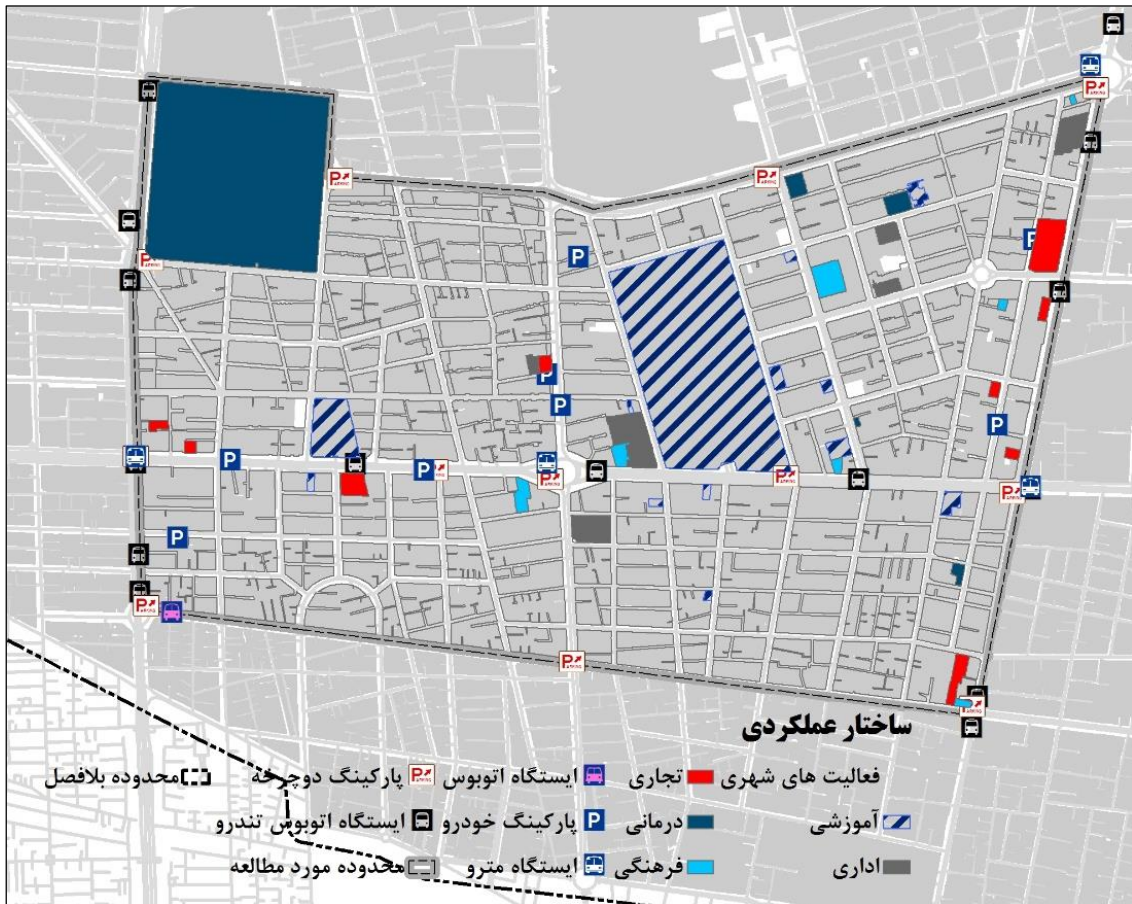 ساختار عملکردی
فعالیت های شهری تجاری ایستگاه اتوبوس پارکینگ دوچرخه محدوده بلافصل
آموزشی درمانی پارکینگ خودرو ایستگاه اتوبوس تندرو
اداری فرهنگی ایستگاه مترو محدوده مورد مطالعه